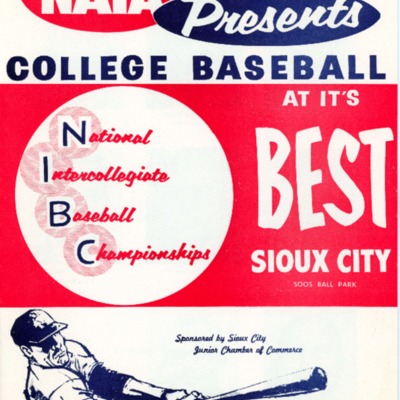 NAIA
Presents
COLLEGE BASEBALL
AT IT'S
BEST
SIOUX CITY
SOOS BALL PARK
National
Intercollegiate
Baseball
Championships
Sponsored by Sioux City
Junior Chamber of Commerce